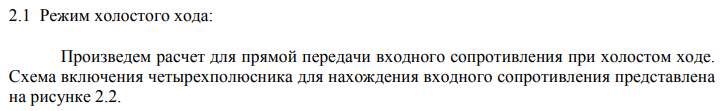 2.1 Режим холостого хода:
Произведем расчет для прямой передачи входного сопротивления при холостом ходе.
Схема включения четырехполюсника для нахождения входного сопротивления представлена
на рисунке 2.2.